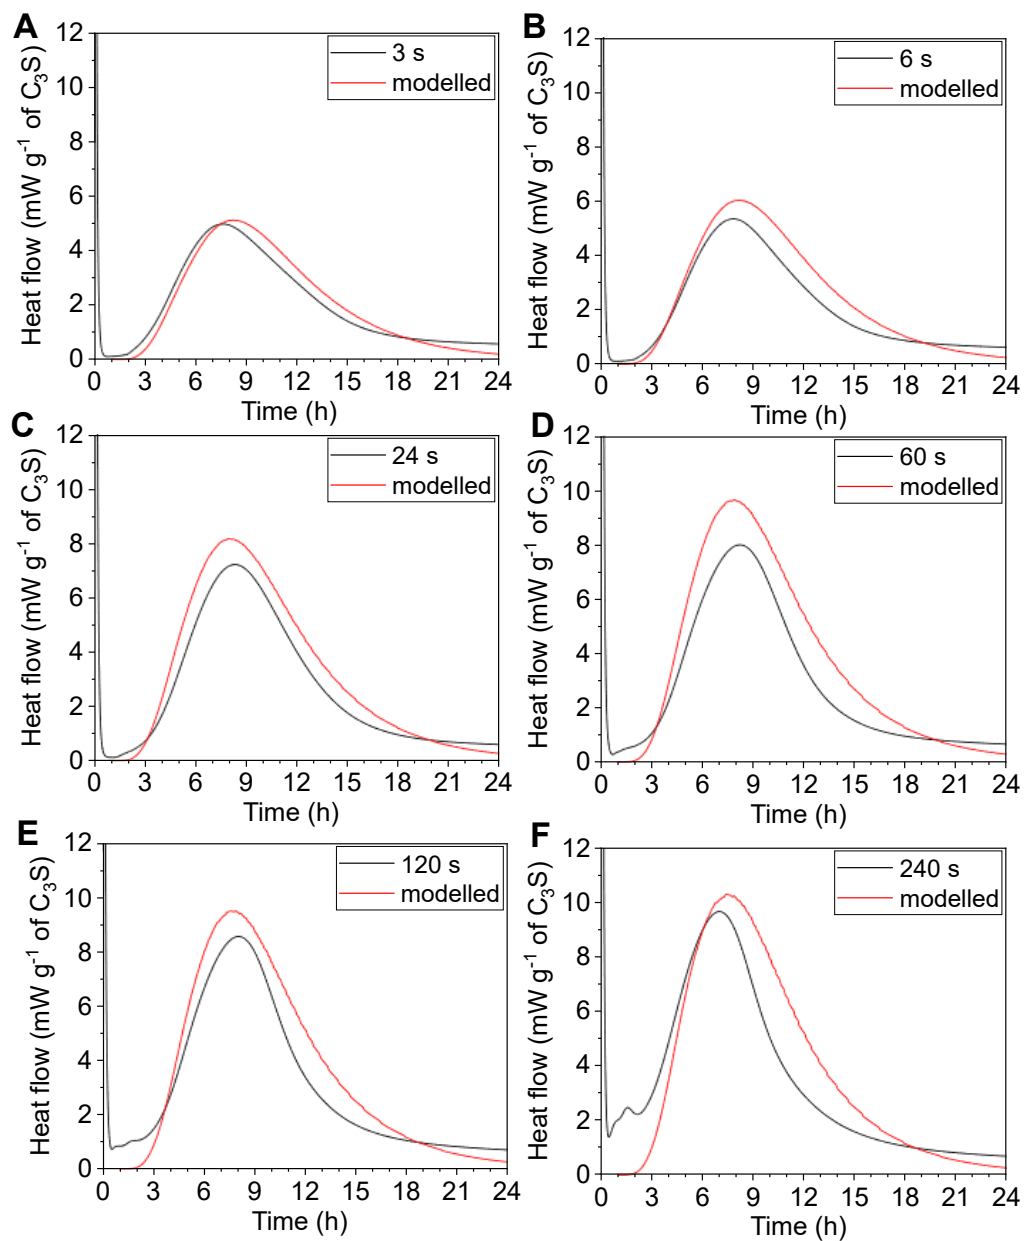 A
Heat flow (mW g⁻¹ of C₃S)
12
10
8
6
4
2
0
3 s
modelled
0 3 6 9 12 15 18 21 24
Time (h)
B
Heat flow (mW g⁻¹ of C₃S)
12
10
8
6
4
2
0
6 s
modelled
0 3 6 9 12 15 18 21 24
Time (h)
C
Heat flow (mW g⁻¹ of C₃S)
12
10
8
6
4
2
0
24 s
modelled
0 3 6 9 12 15 18 21 24
Time (h)
D
Heat flow (mW g⁻¹ of C₃S)
12
10
8
6
4
2
0
60 s
modelled
0 3 6 9 12 15 18 21 24
Time (h)
E
Heat flow (mW g⁻¹ of C₃S)
12
10
8
6
4
2
0
120 s
modelled
0 3 6 9 12 15 18 21 24
Time (h)
F
Heat flow (mW g⁻¹ of C₃S)
12
10
8
6
4
2
0
240 s
modelled
0 3 6 9 12 15 18 21 24
Time (h)